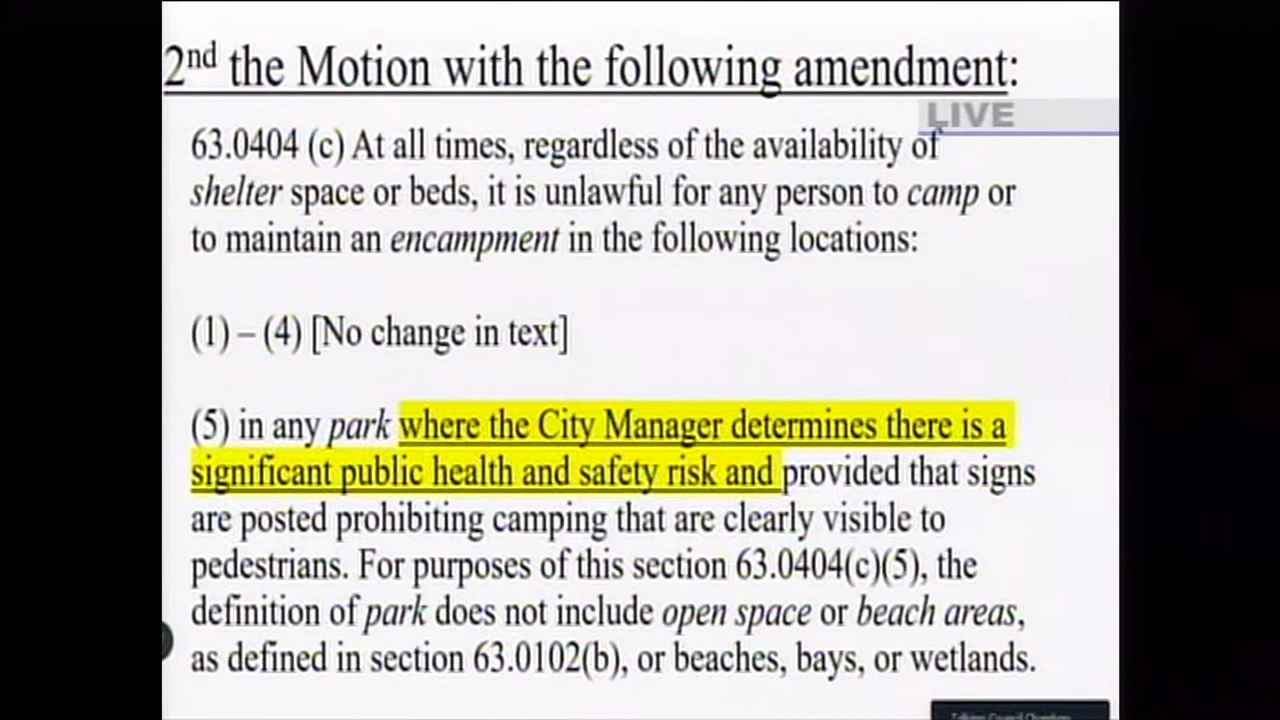 2nd the Motion with the following amendment:
LIVE
63.0404 (c) At all times, regardless of the availability of
shelter space or beds, it is unlawful for any person to camp or
to maintain an encampment in the following locations:
(1) – (4) [No change in text]
(5) in any park where the City Manager determines there is a
significant public health and safety risk and provided that signs
are posted prohibiting camping that are clearly visible to
pedestrians. For purposes of this section 63.0404(c)(5), the
definition of park does not include open space or beach areas,
as defined in section 63.0102(b), or beaches, bays, or wetlands.